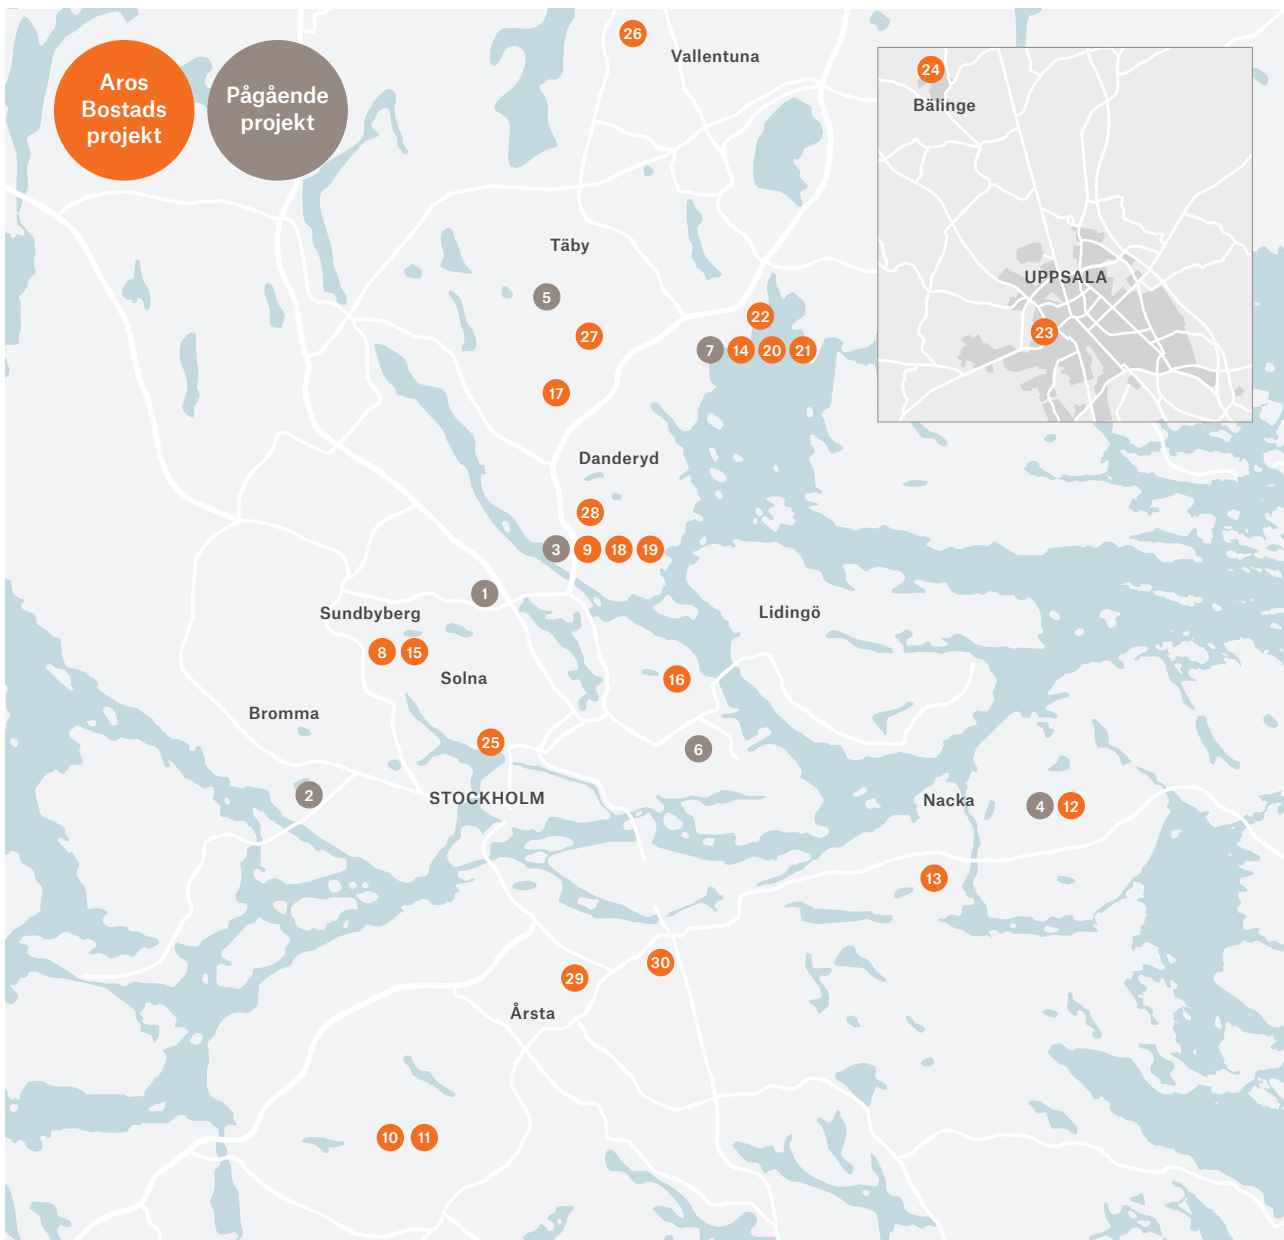 26
Vallentuna
Aros
Bostads
projekt
Pågående
projekt
24
Bälinge
Täby
5
27
22
7 14 20 21
17
UPPSALA
23
Danderyd
28
3 9 18 19
1
Sundbyberg
Lidingö
8 15
Solna
16
Bromma
25
6
2
STOCKHOLM
Nacka
4 12
13
30
29
Årsta
10 11